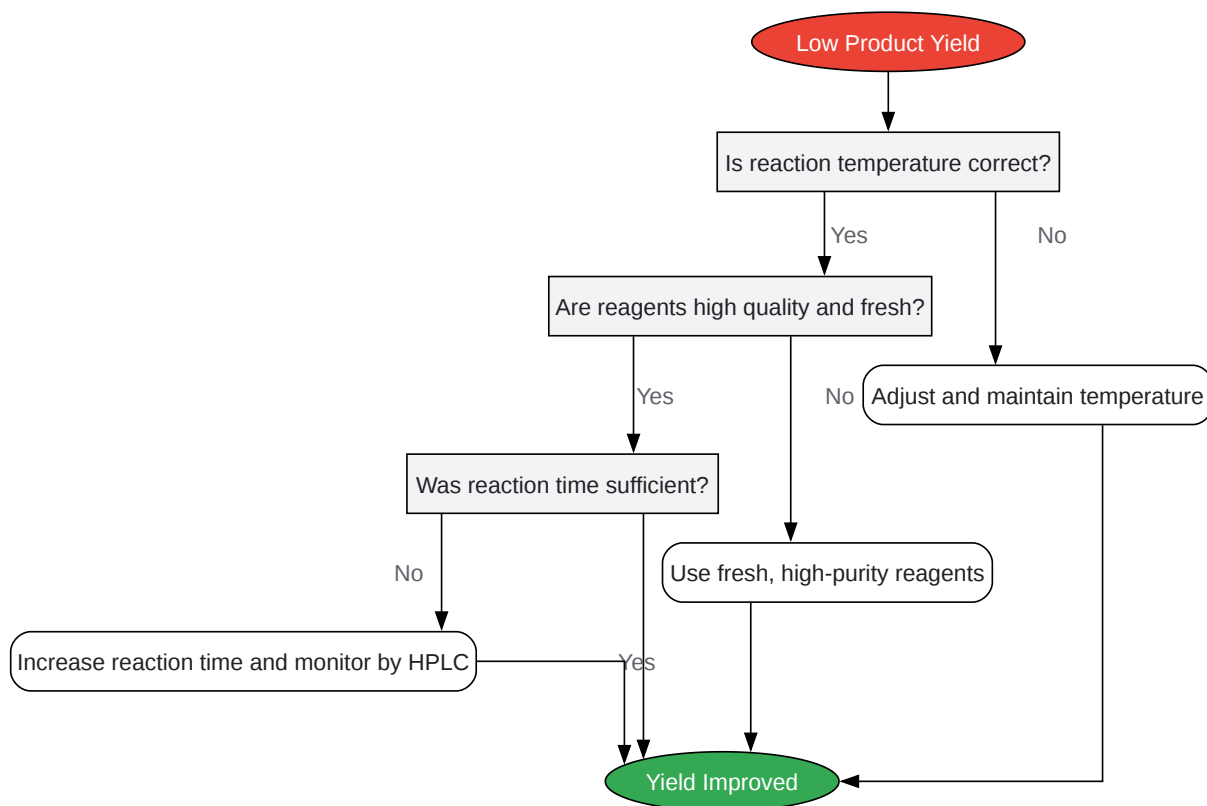 Low Product Yield
Is reaction temperature correct?
Yes
No
Are reagents high quality and fresh?
Yes
No
Adjust and maintain temperature
Was reaction time sufficient?
No
Use fresh, high-purity reagents
Increase reaction time and monitor by HPLC
Yes
Yield Improved